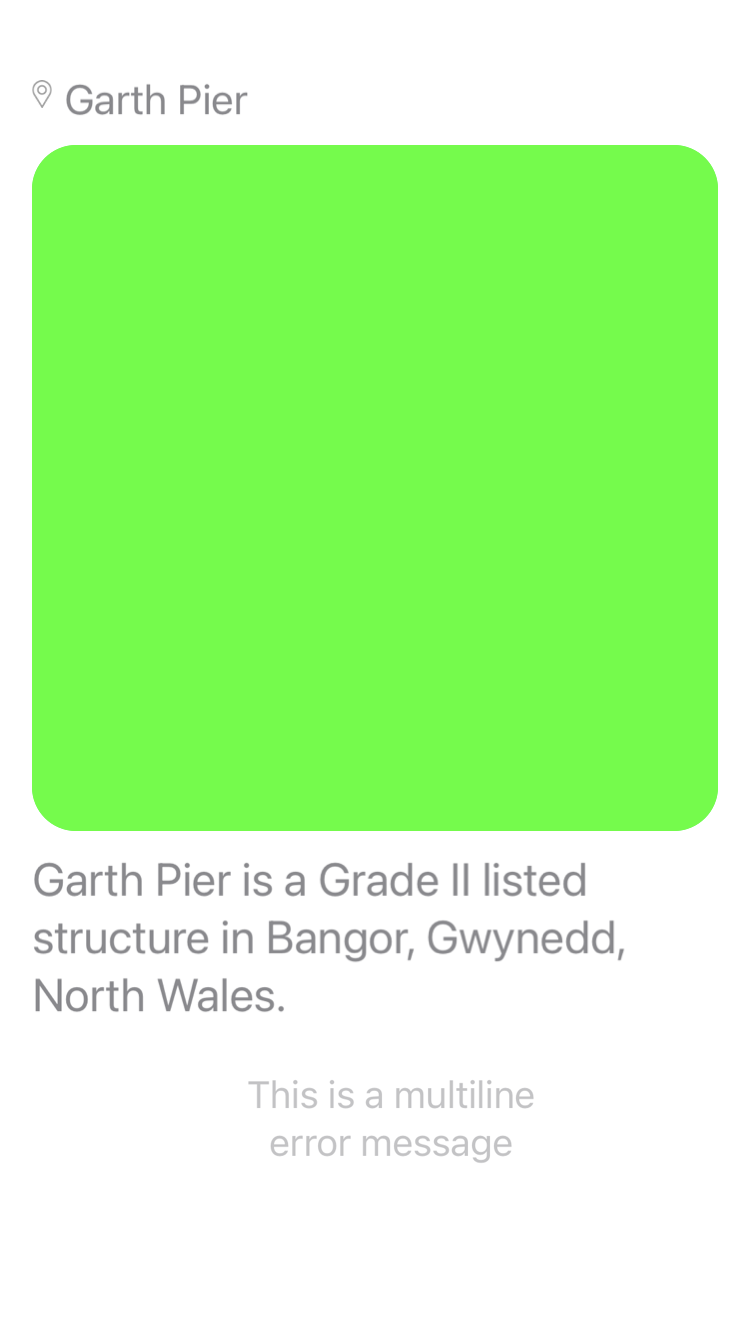 Garth Pier
Garth Pier is a Grade II listed
structure in Bangor, Gwynedd,
North Wales.
This is a multiline
error message